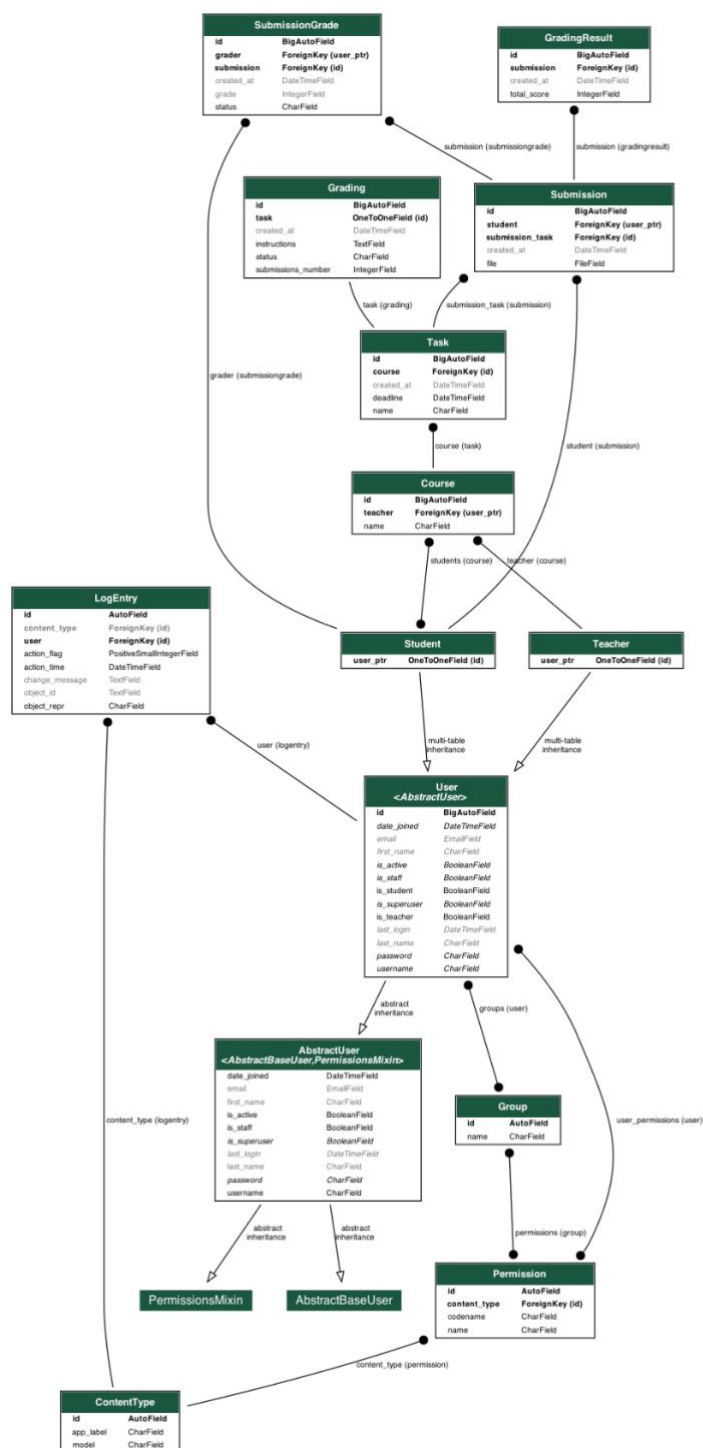 SubmissionGrade
id BigAutoField
grader ForeignKey (user_ptr)
submission ForeignKey (id)
created_at DateTimeField
grade IntegerField
status CharField
GradingResult
id BigAutoField
submission ForeignKey (id)
created_at DateTimeField
total_score IntegerField
submission (submissiongrade)
submission (gradingresult)
Grading
id BigAutoField
task OneToOneField (id)
created_at DateTimeField
instructions TextField
status CharField
submissions_number IntegerField
Submission
id BigAutoField
student ForeignKey (user_ptr)
submission_task ForeignKey (id)
created_at DateTimeField
file FileField
task (grading)
submission_task (submission)
Task
id BigAutoField
course ForeignKey (id)
created_at DateTimeField
deadline DateTimeField
name CharField
grader (submissiongrade)
course (task)
student (submission)
Course
id BigAutoField
teacher ForeignKey (user_ptr)
name CharField
students (course)
teacher (course)
LogEntry
id AutoField
content_type ForeignKey (id)
user ForeignKey (id)
action_flag PositiveSmallIntegerField
action_time DateTimeField
change_message TextField
object_id TextField
object_repr CharField
Student
user_ptr OneToOneField (id)
Teacher
user_ptr OneToOneField (id)
user (logentry)
multi-table
inheritance
multi-table
inheritance
User
<AbstractUser>
id BigAutoField
date_joined DateTimeField
email EmailField
first_name CharField
is_active BooleanField
is_staff BooleanField
is_student BooleanField
is_superuser BooleanField
is_teacher BooleanField
last_login DateTimeField
last_name CharField
password CharField
username CharField
abstract
inheritance
groups (user)
AbstractUser
<AbstractBaseUser,PermissionsMixin>
date_joined DateTimeField
email EmailField
first_name CharField
is_active BooleanField
is_staff BooleanField
is_superuser BooleanField
last_login DateTimeField
last_name CharField
password CharField
username CharField
Group
id AutoField
name CharField
content_type (logentry)
user_permissions (user)
abstract
inheritance
abstract
inheritance
permissions (group)
PermissionsMixin
AbstractBaseUser
Permission
id AutoField
content_type ForeignKey (id)
codename CharField
name CharField
content_type (permission)
ContentType
id AutoField
app_label CharField
model CharField